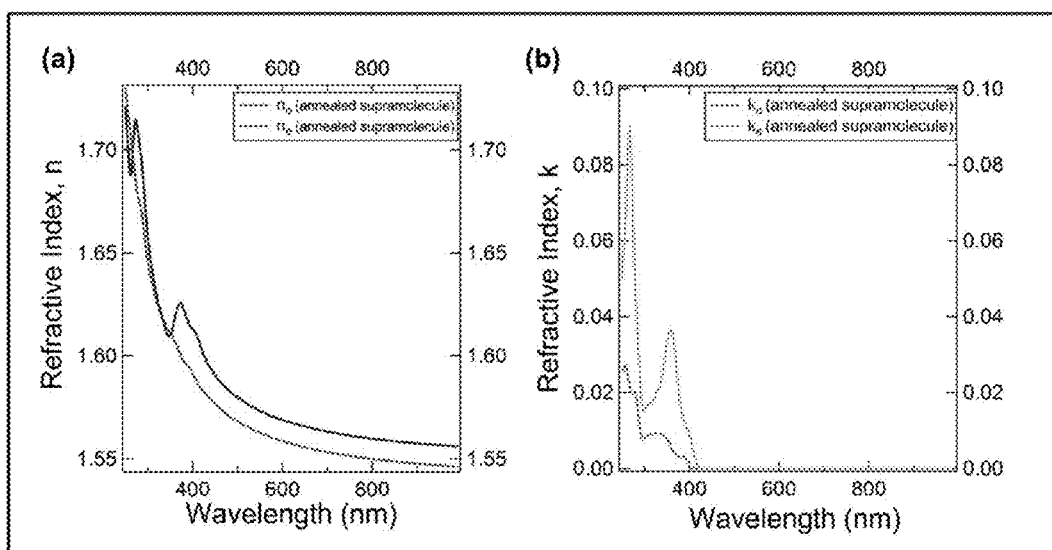 (a)
400 600 800
(annealed supramolecule)
(annealed supramolecule)
1.70 1.70
1.65 1.65
1.60 1.60
1.55 1.55
Refractive Index, n
400 600 800
Wavelength (nm)
(b)
400 600 800
(annealed supramolecule)
(annealed supramolecule)
0.10 0.10
0.08 0.08
0.06 0.06
0.04 0.04
0.02 0.02
0.00 0.00
Refractive Index, k
400 600 800
Wavelength (nm)